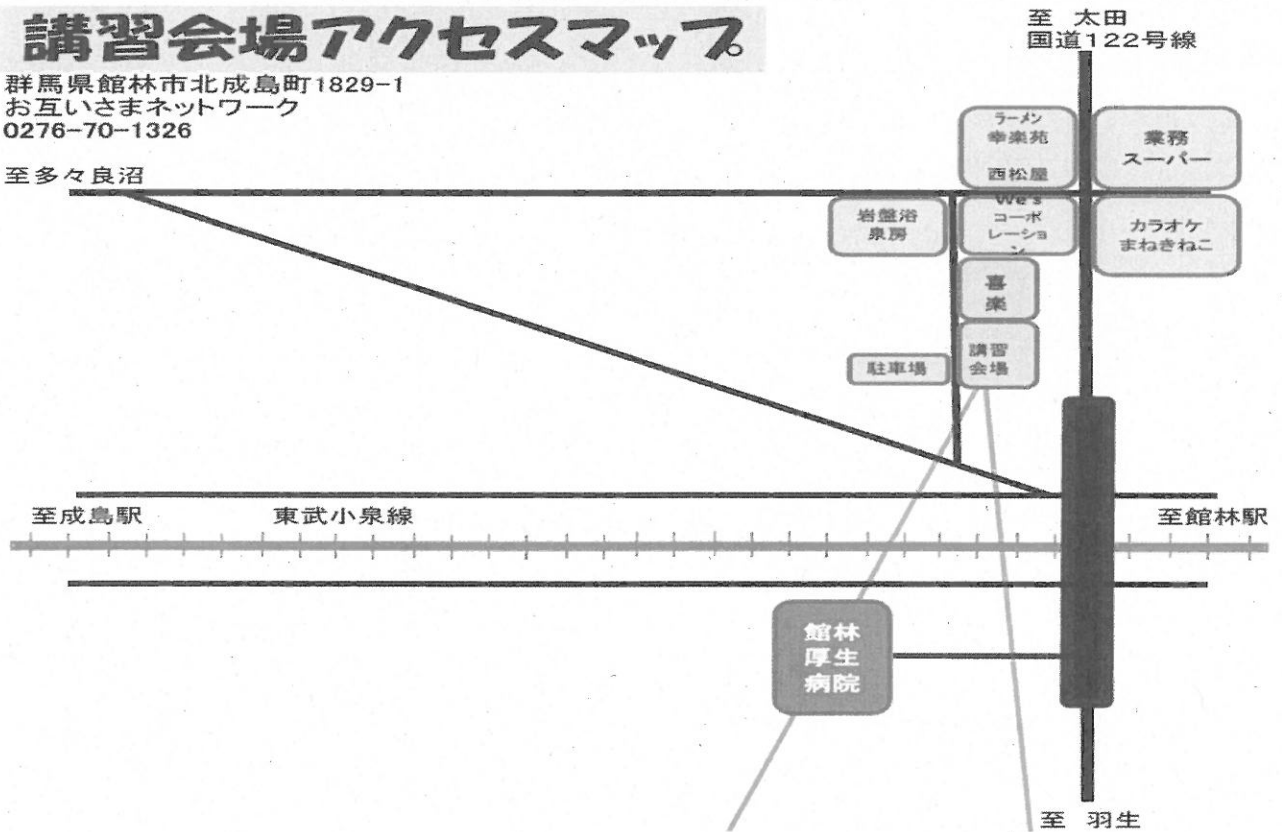 講習会場アクセスマップ
群馬県館林市北成島町1829-1
お互いさまネットワーク
0276-70-1326
至 太田
国道122号線
至多々良沼
ラーメン
幸楽苑
西松屋
業務
スーパー
岩盤浴
泉房
We's
コーポ
レーショ
ン
カラオケ
まねきねこ
喜
楽
駐車場
講習
会場
至成島駅
東武小泉線
至館林駅
館林
厚生
病院
至 羽生